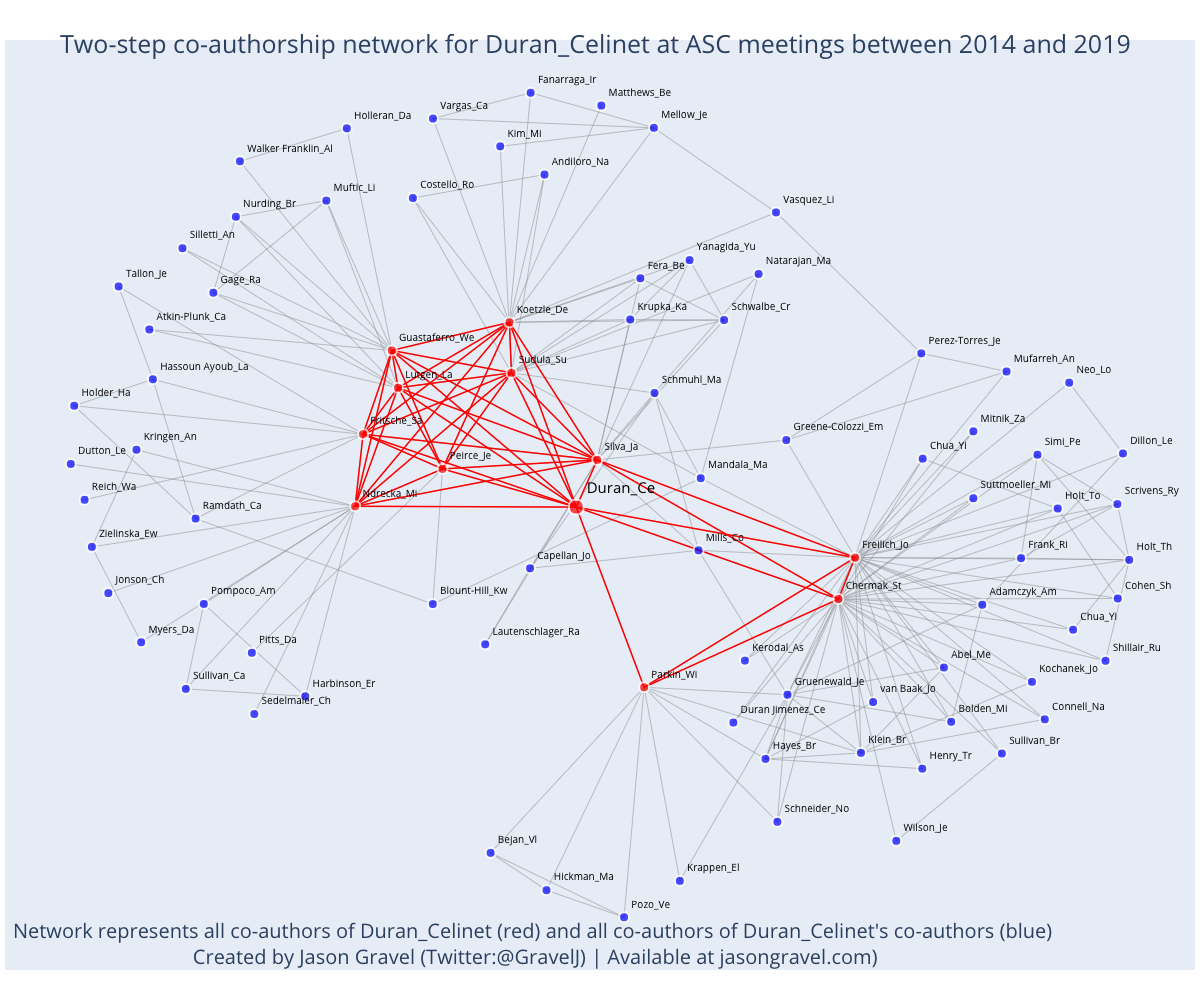 Two-step co-authorship network for Duran_Celinet at ASC meetings between 2014 and 2019
Fanarraga_Ir
Matthews_Be
Vargas_Ca
Holleran_Da
Mellow_Je
Kim_Mi
Walker Franklin_Al
Andiloro_Na
Costello_Ro
Muftic_Li
Vasquez_Li
Nurding_Br
Silletti_An
Yanagida_Yu
Fera_Be
Natarajan_Ma
Tallon_Je
Gage_Ra
Krupka_Ka
Schwalbe_Cr
Koetzle_De
Atkin-Plunk_Ca
Guastaferro_We
Perez-Torres_Je
Sudula_Su
Mufarreh_An
Hassoun Ayoub_La
Lutgen_La
Neo_Lo
Schmuhl_Ma
Holder_Ha
Fritsche_Sa
Mitnik_Za
Greene-Colozzi_Em
Kringen_An
Chua_Yi
Simi_Pe
Dillon_Le
Dutton_Le
Silva_Ja
Peirce_Je
Mandala_Ma
Reich_Wa
Duran_Ce
Suttmoeller_Mi
Scrivens_Ry
Ndrecka_Mi
Holt_To
Ramdath_Ca
Zielinska_Ew
Mills_Co
Freilich_Jo
Frank_Ri
Holt_Th
Capellan_Jo
Jonson_Ch
Chermak_St
Cohen_Sh
Pompoco_Am
Blount-Hill_Kw
Adamczyk_Am
Chua_Yi
Myers_Da
Lautenschlager_Ra
Pitts_Da
Kerodal_As
Abel_Me
Shillair_Ru
Sullivan_Ca
Parkin_Wi
Kochanek_Jo
Gruenewald_Je
Harbinson_Er
van Baak_Jo
Sedelmaier_Ch
Duran Jimenez_Ce
Bolden_Mi
Connell_Na
Hayes_Br
Klein_Br
Sullivan_Br
Henry_Tr
Schneider_No
Wilson_Je
Bejan_Vl
Krappen_El
Hickman_Ma
Pozo_Ve
Network represents all co-authors of Duran_Celinet (red) and all co-authors of Duran_Celinet's co-authors (blue)
Created by Jason Gravel (Twitter:@GravelJ) | Available at jasongravel.com)